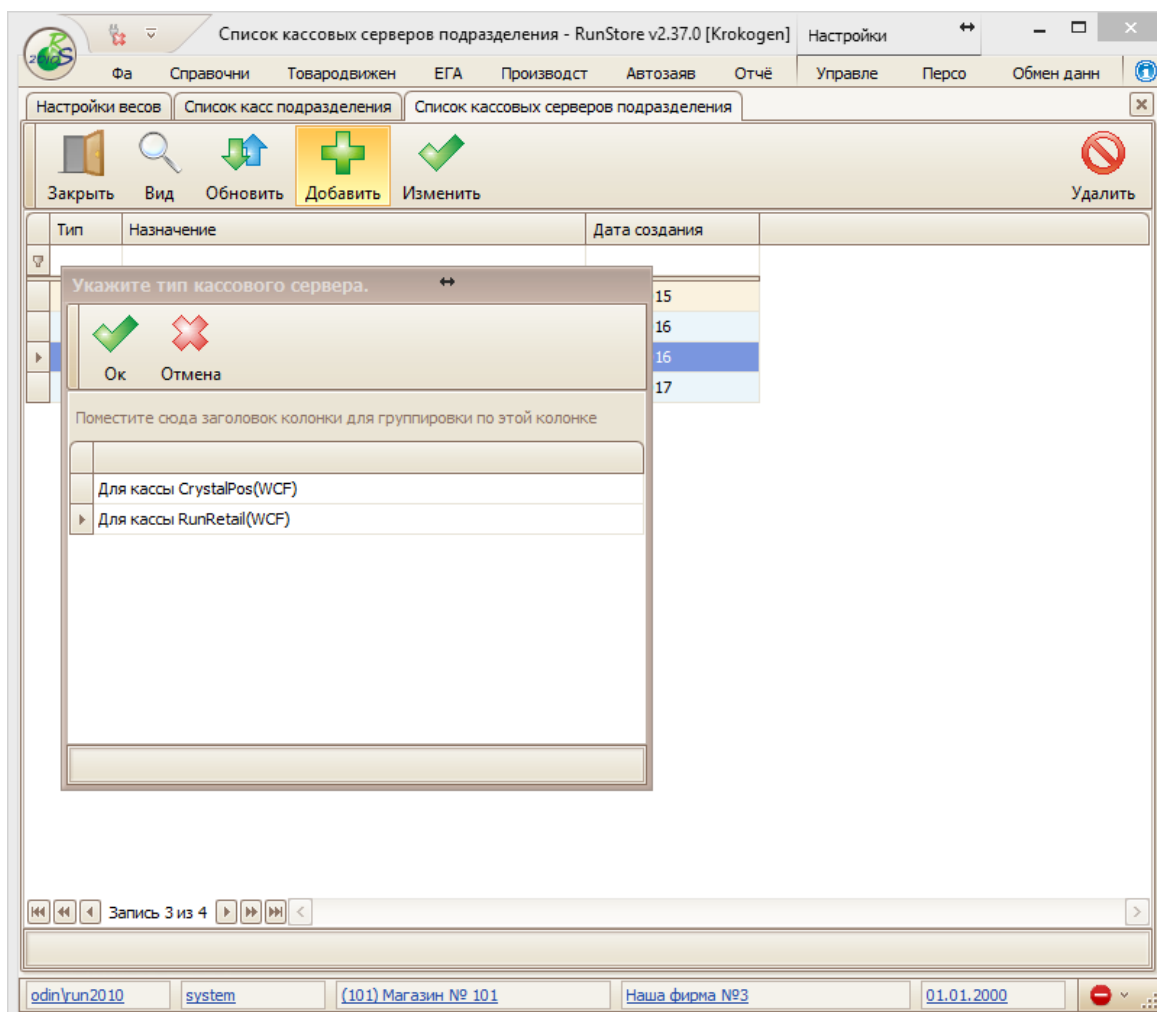 Список кассовых серверов подразделения - RunStore v2.37.0 [Krokogen] Настройки
2010
Фа Справочни Товародвижен ЕГА Производст Автозаяв Отчё Управле Персо Обмен данн
Настройки весов Список касс подразделения Список кассовых серверов подразделения
Закрыть Вид Обновить Добавить Изменить Удалить
Тип Назначение Дата создания
Укажите тип кассового сервера.
15
16
16
17
Ок Отмена
Поместите сюда заголовок колонки для группировки по этой колонке
Для кассы CrystalPos(WCF)
Для кассы RunRetail(WCF)
Запись 3 из 4
odin\run2010 system (101) Магазин № 101 Наша фирма №3 01.01.2000